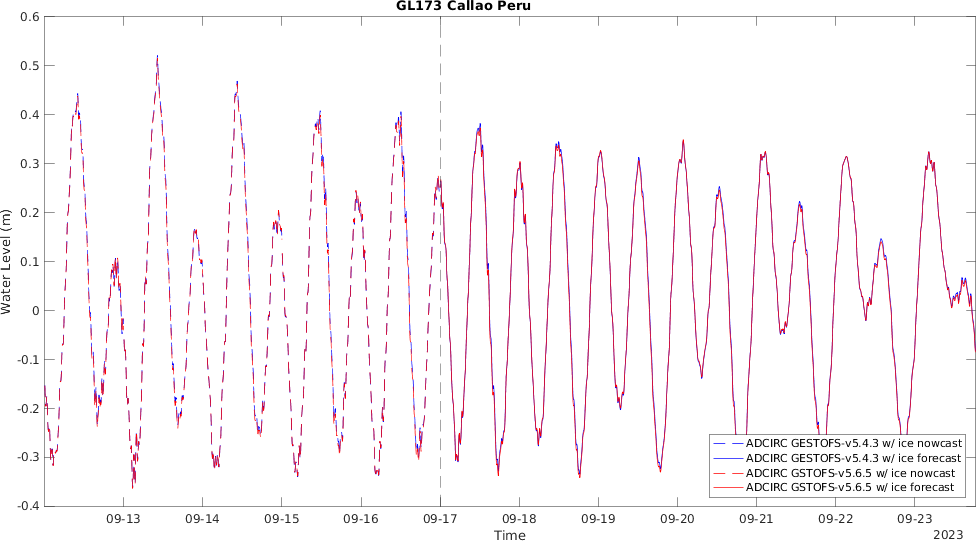 GL173 Callao Peru
0.6
0.5
0.4
0.3
0.2
0.1
0
-0.1
-0.2
-0.3
-0.4
Water Level (m)
09-13 09-14 09-15 09-16 09-17 09-18 09-19 09-20 09-21 09-22 09-23
Time
2023
ADCIRC GESTOFS-v5.4.3 w/ ice nowcast
ADCIRC GESTOFS-v5.4.3 w/ ice forecast
ADCIRC GSTOFS-v5.6.5 w/ ice nowcast
ADCIRC GSTOFS-v5.6.5 w/ ice forecast